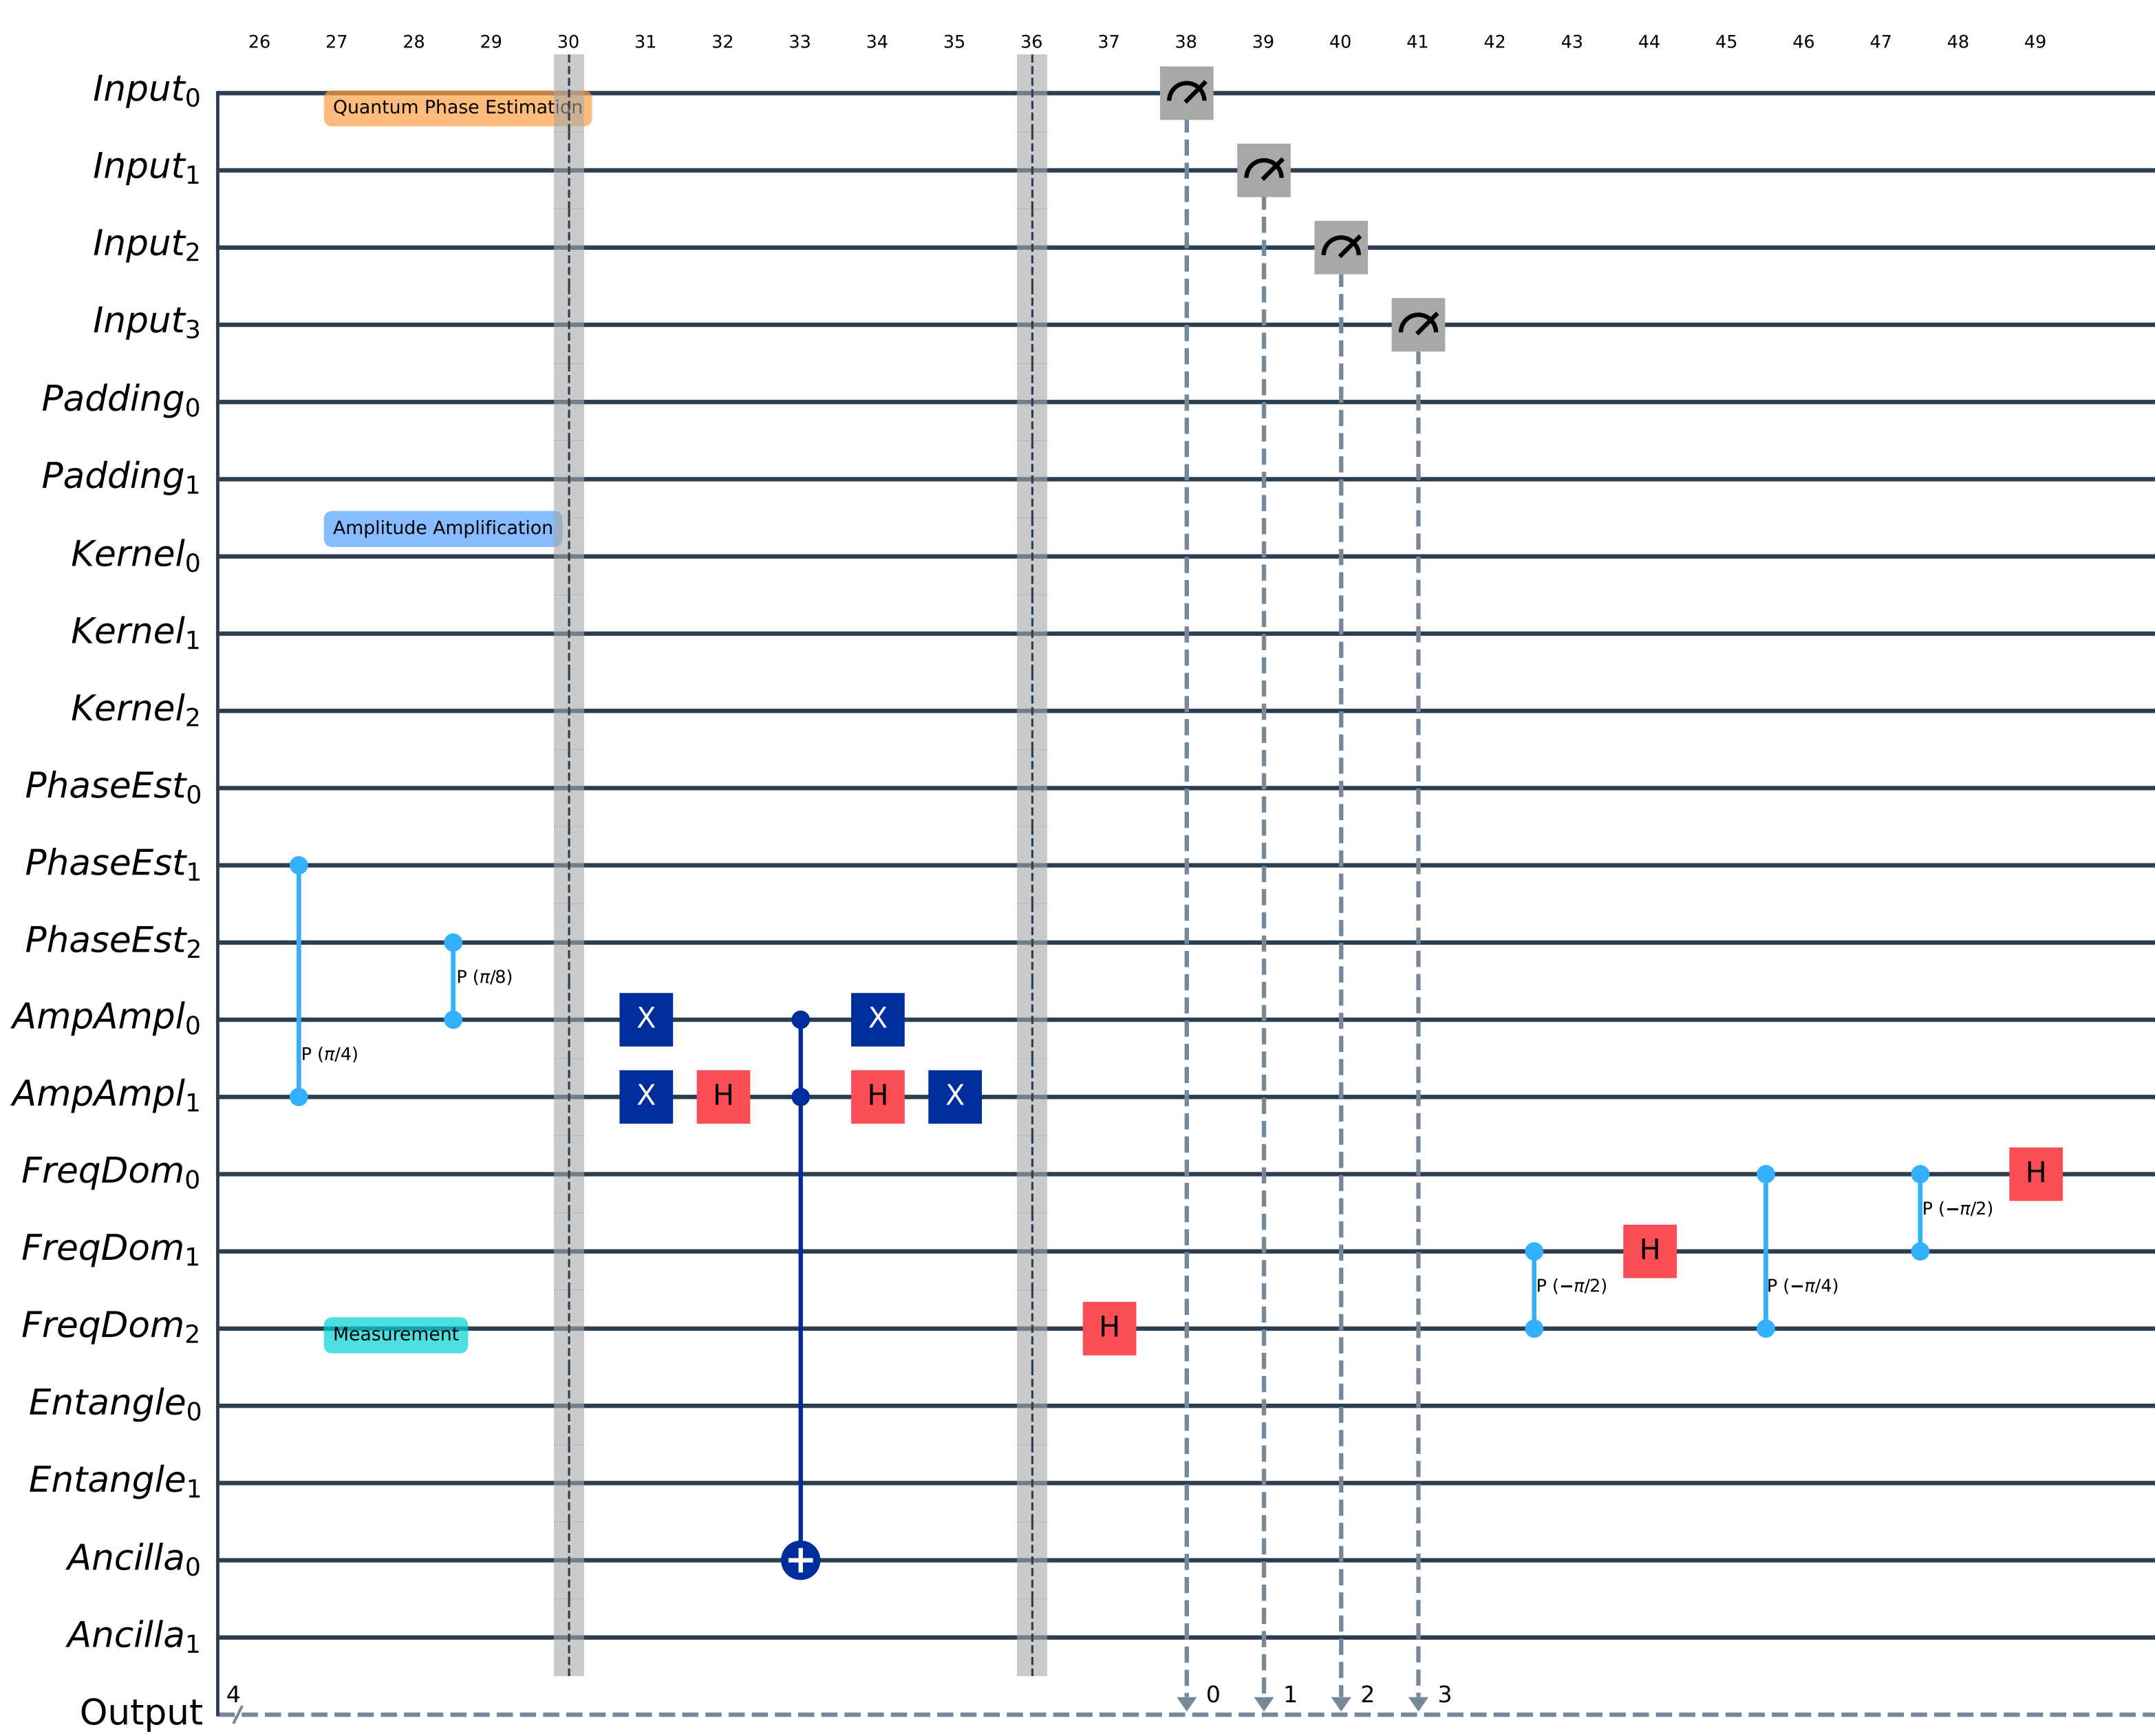 26 27 28 29 30 31 32 33 34 35 36 37 38 39 40 41 42 43 44 45 46 47 48 49
Input0
Quantum Phase Estimation
Input1
Input2
Input3
Padding0
Padding1
Amplitude Amplification
Kernel0
Kernel1
Kernel2
PhaseEst0
PhaseEst1
PhaseEst2
P (π/8)
AmpAmpl0 X X
P (π/4)
AmpAmpl1 X H H X
FreqDom0 H
P (−π/2)
FreqDom1 H
P (−π/2) P (−π/4)
FreqDom2 H
Measurement
Entangle0
Entangle1
Ancilla0
Ancilla1
4 0 1 2 3
Output